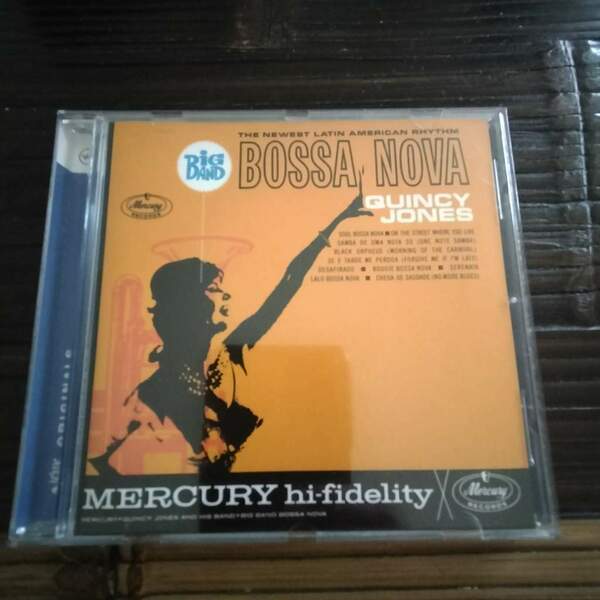 THE NEWEST LATIN AMERICAN RHYTHM
BIG BAND
BOSSA NOVA
Mercury
RECORDS
QUINCY
JONES
SOUL BOSSA NOVA ■ ON THE STREET WHERE YOU LIVE
SAMBA DE UMA NOTA SO (ONE NOTE SAMBA)
BLACK ORPHEUS (MORNING OF THE CARNIVAL)
SE E TARDE ME PERDOA (FORGIVE ME IF I'M LATE)
DESAFINADO ■ BOOGIE BOSSA NOVA ■ SERENATA
LALO BOSSA NOVA ■ CHEGA DE SAUDADE (NO MORE BLUES)
ORIGINALS
MERCURY hi-fidelity
Mercury
RECORDS
MERCURY•QUINCY JONES AND HIS BAND•BIG BAND BOSSA NOVA